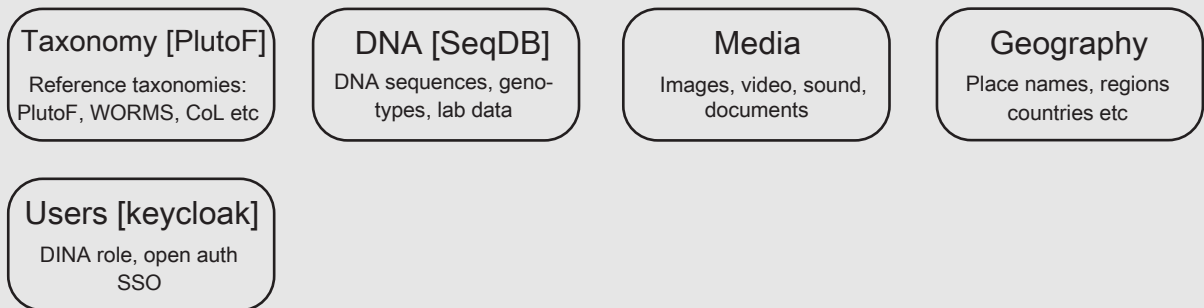 Taxonomy [PlutoF]
Reference taxonomies:
PlutoF, WORMS, CoL etc
DNA [SeqDB]
DNA sequences, geno-
types, lab data
Media
Images, video, sound,
documents
Geography
Place names, regions
countries etc
Users [keycloak]
DINA role, open auth
SSO